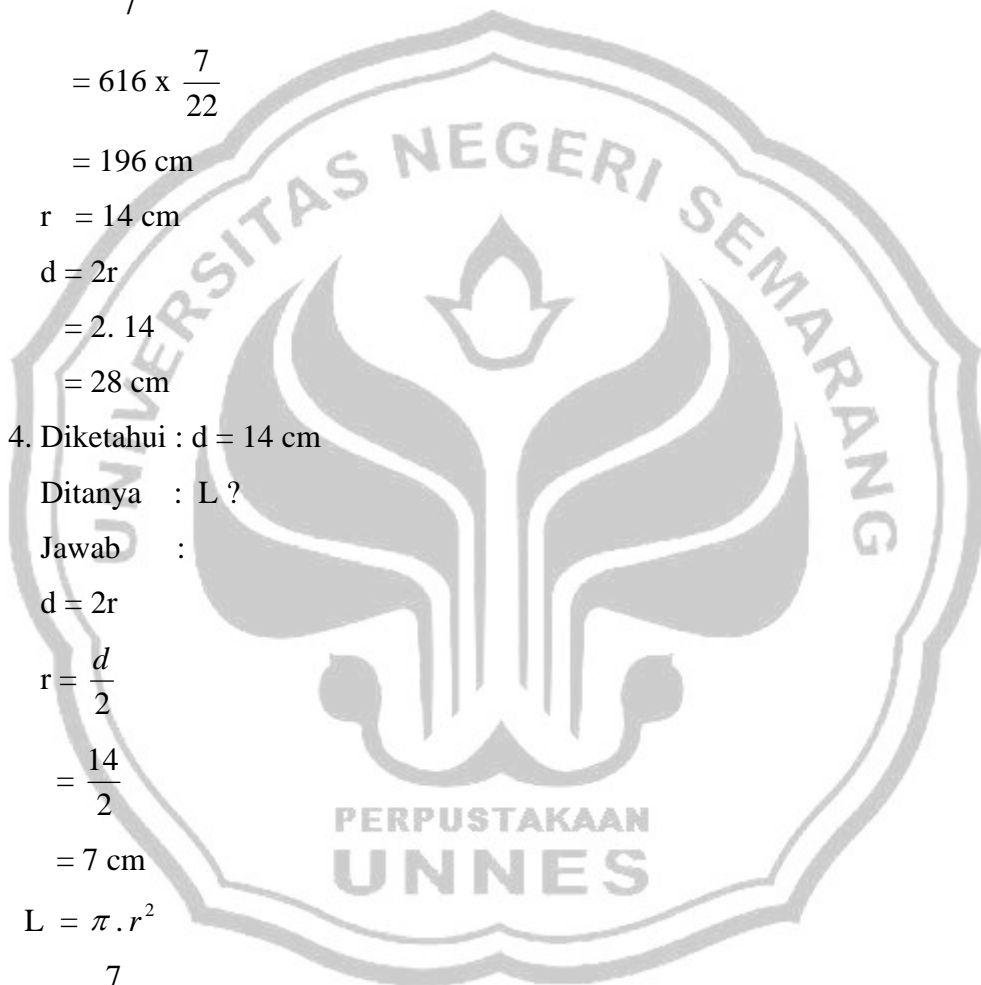 7
= 616 x 7/22
= 196 cm
r = 14 cm
d = 2r
= 2. 14
= 28 cm
4. Diketahui : d = 14 cm
Ditanya : L ?
Jawab :
d = 2r
r = d/2
= 14/2
= 7 cm
L = π . r²
7
UNIVERSITAS NEGERI SEMARANG
PERPUSTAKAAN
UNNES